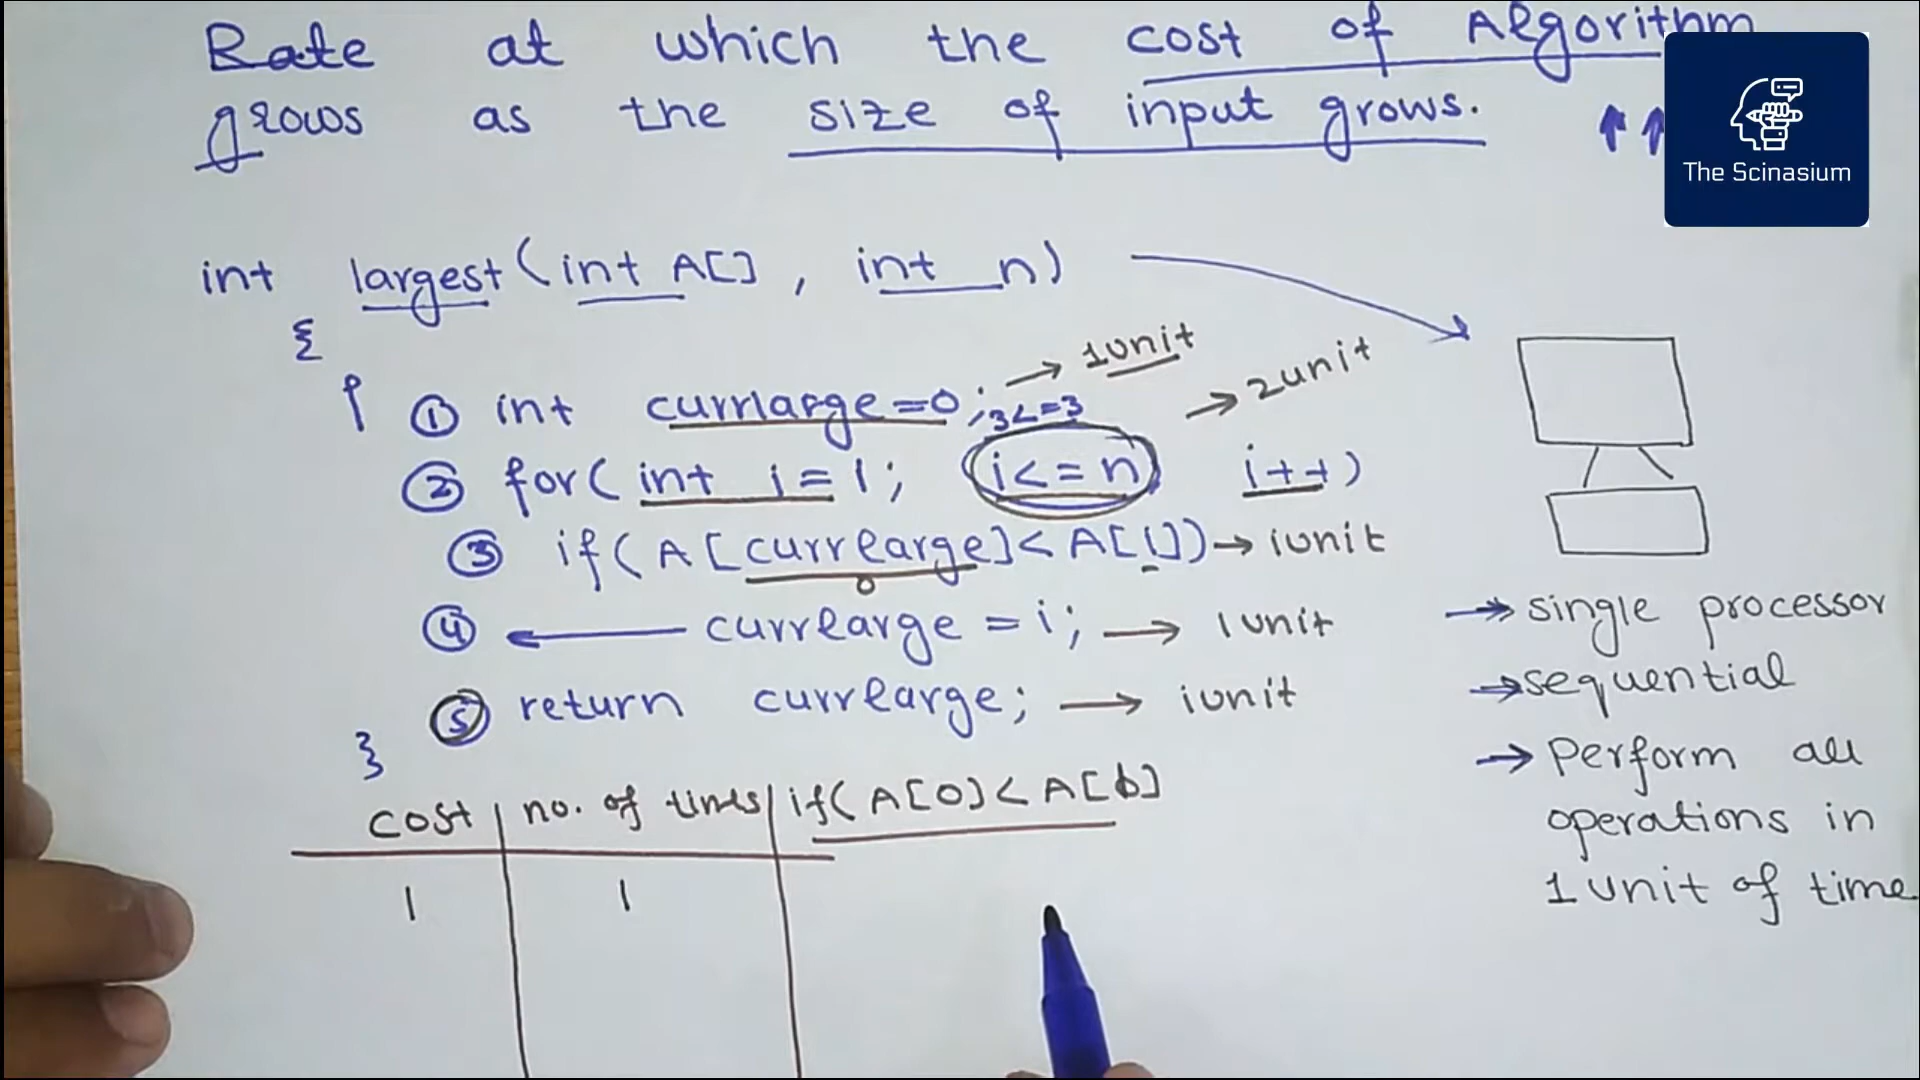 Rate at which the cost of Algorithm
grows as the size of input grows.
The Scinasium
int largest(int A[], int n)
{
① int currlarge=0; → 1unit
3<=3 → 2unit
② for(int i=1; i<=n i++)
③ if(A[currlarge]<A[i]) → 1unit
0
④ currlarge = i; → 1unit
⑤ return currlarge; → 1unit
}
→ single processor
→ sequential
→ Perform all
operations in
1unit of time
cost | no. of times | if(A[0]<A[b]
1 1